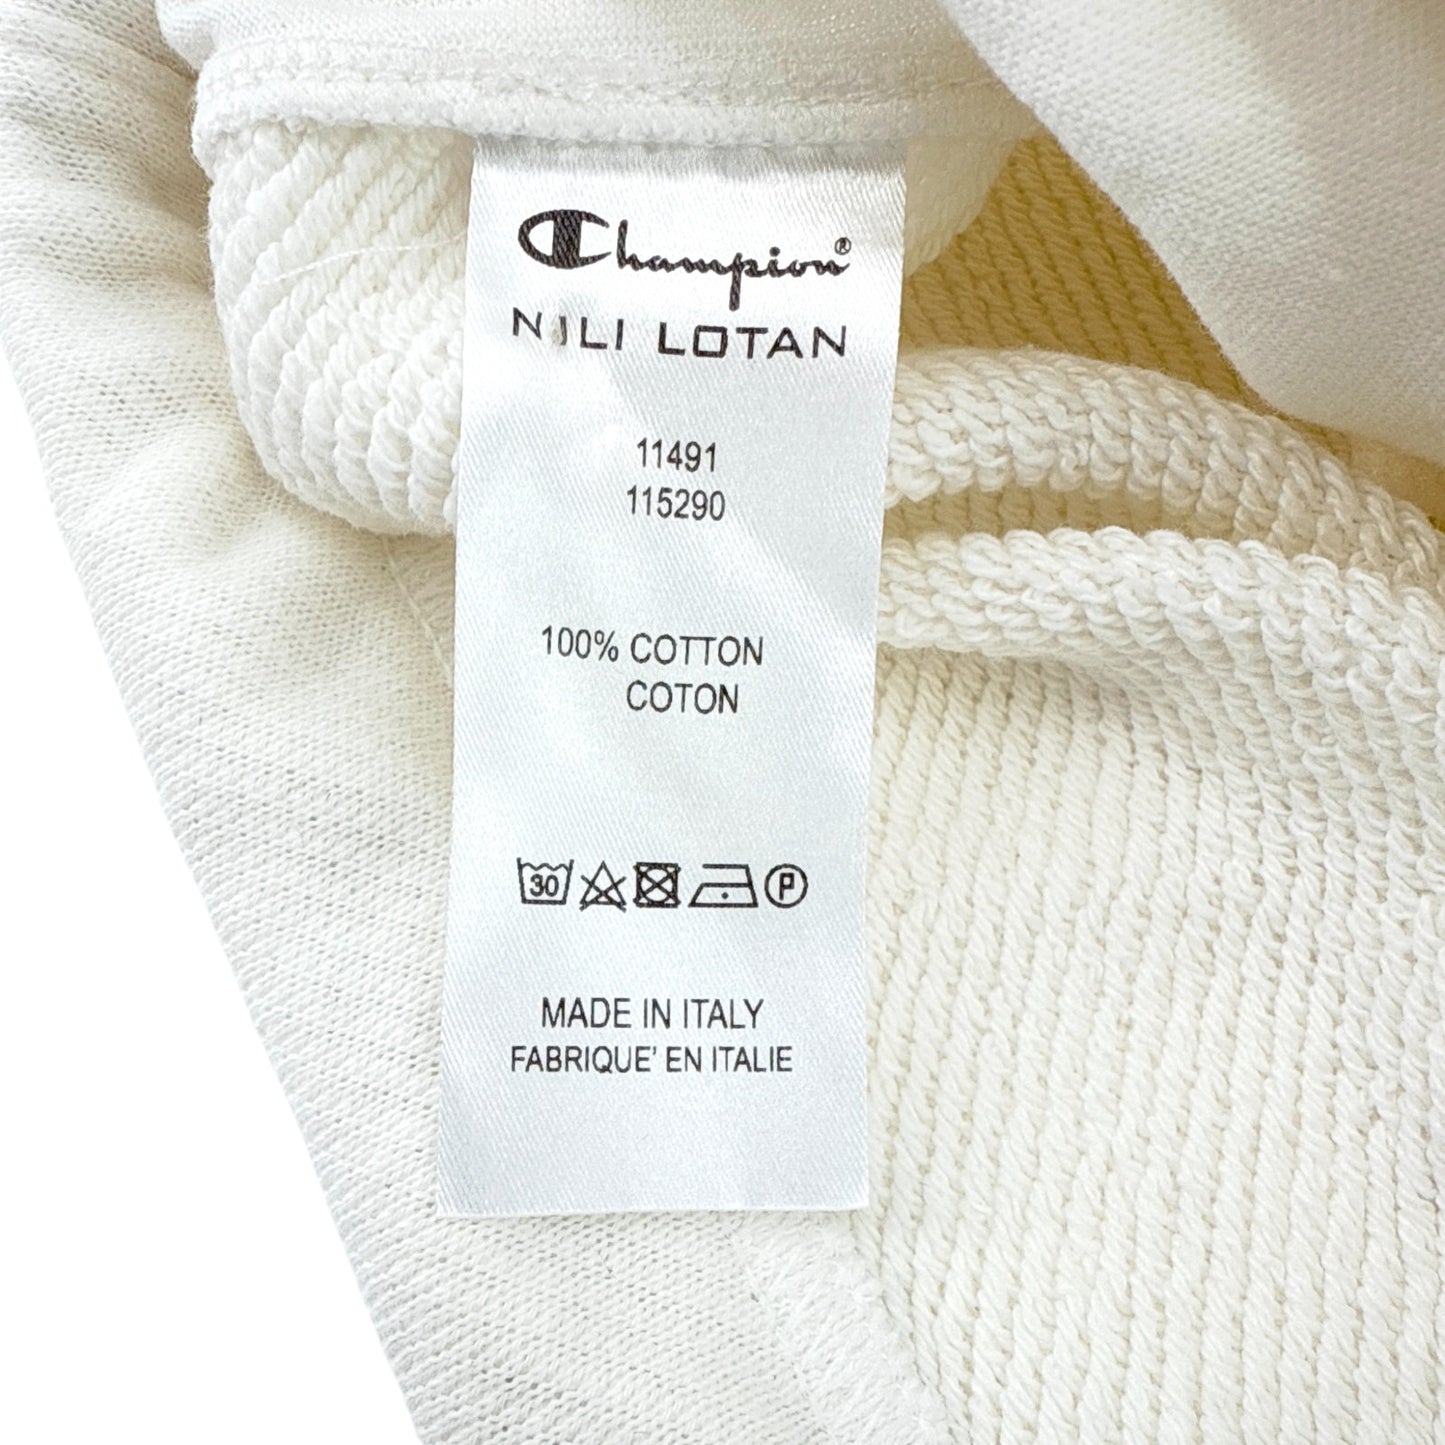 Champion®
NILI LOTAN
11491
115290
100% COTTON
COTON
30 P
MADE IN ITALY
FABRIQUE' EN ITALIE